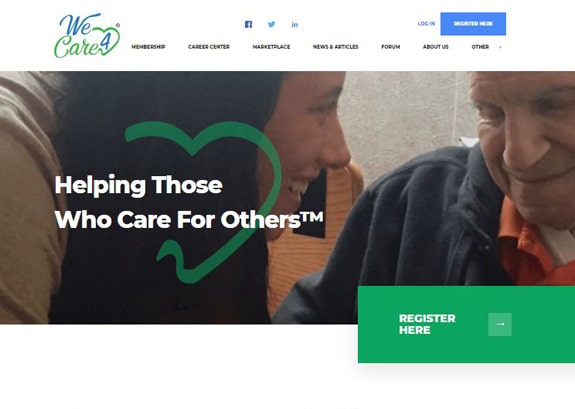 We
Care 4
®
LOG IN
REGISTER HERE
MEMBERSHIP
CAREER CENTER
MARKETPLACE
NEWS & ARTICLES
FORUM
ABOUT US
OTHER
Helping Those
Who Care For Others™
REGISTER
HERE
→